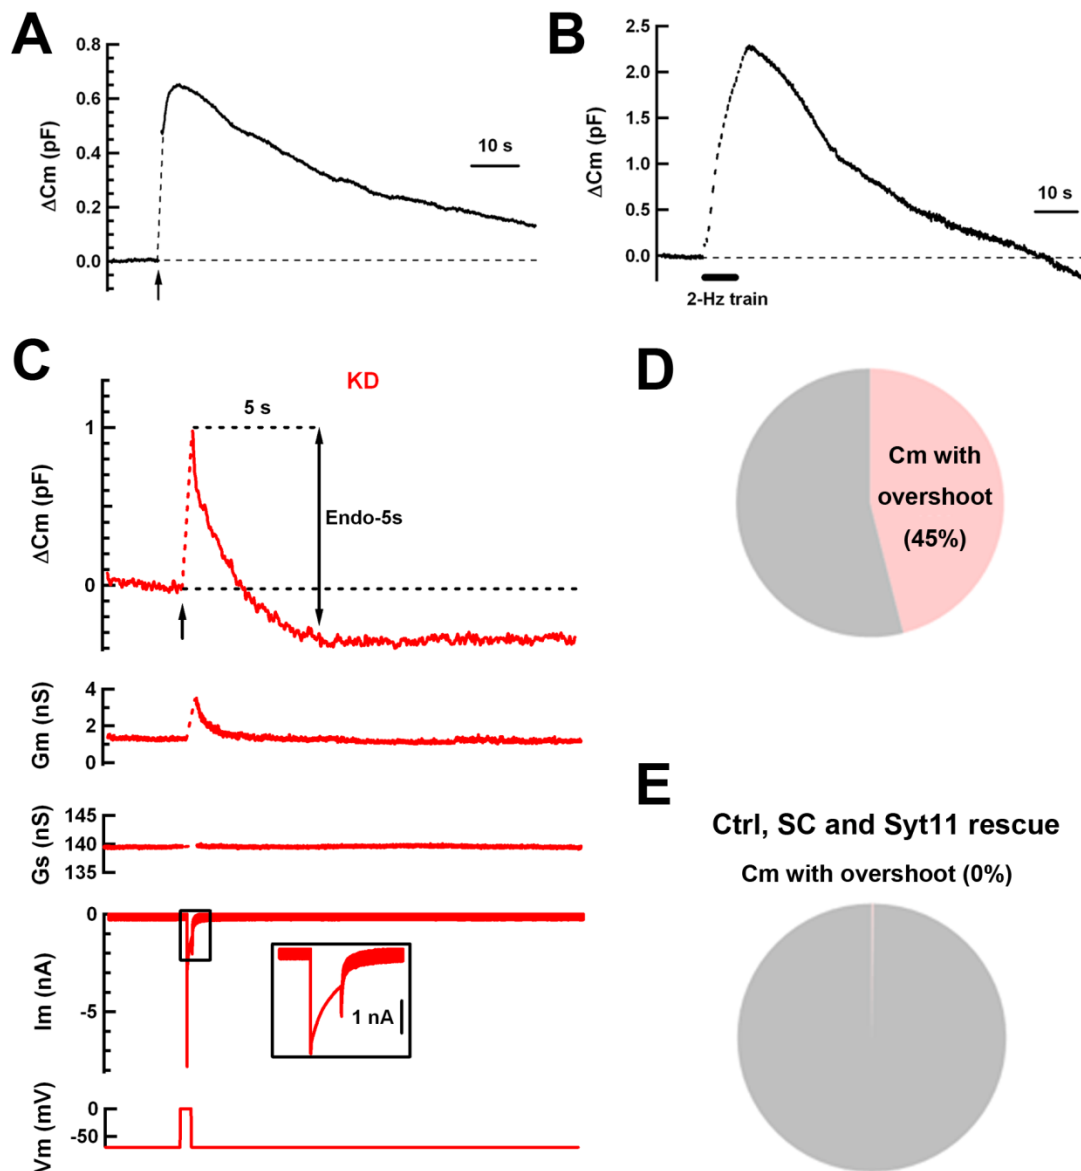 A
ΔCm (pF)
0.8
0.6
0.4
0.2
0.0
10 s
B
ΔCm (pF)
2.5
2.0
1.5
1.0
0.5
0.0
10 s
2-Hz train
C
KD
ΔCm (pF)
1
0
5 s
Endo-5s
Gm (nS)
4
2
0
Gs (nS)
145
140
135
Im (nA)
0
-5
1 nA
Vm (mV)
0
-50
D
Cm with
overshoot
(45%)
E
Ctrl, SC and Syt11 rescue
Cm with overshoot (0%)